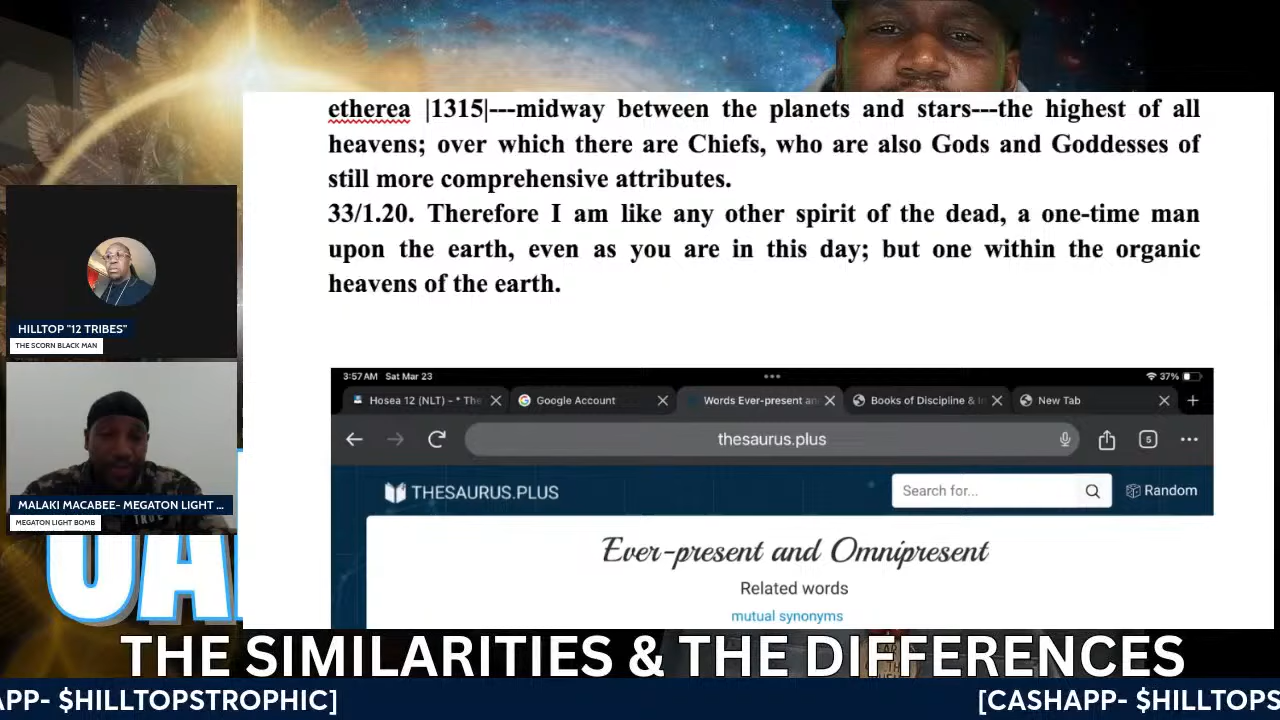 etherea |1315|---midway between the planets and stars---the highest of all
heavens; over which there are Chiefs, who are also Gods and Goddesses of
still more comprehensive attributes.
33/1.20. Therefore I am like any other spirit of the dead, a one-time man
upon the earth, even as you are in this day; but one within the organic
heavens of the earth.
3:57 AM Sat Mar 23
37%
Hosea 12 (NLT) - * The
Google Account
Words Ever-present an
Books of Discipline & I
New Tab
thesaurus.plus
5
THESAURUS.PLUS
Search for...
Random
Ever-present and Omnipresent
Related words
mutual synonyms
HILLTOP "12 TRIBES"
THE SCORN BLACK MAN
MALAKI MACABEE- MEGATON LIGHT ...
MEGATON LIGHT BOMB
TRUE
UA
THE SIMILARITIES & THE DIFFERENCES
APP- $HILLTOPSTROPHIC]
[CASHAPP- $HILLTOPS